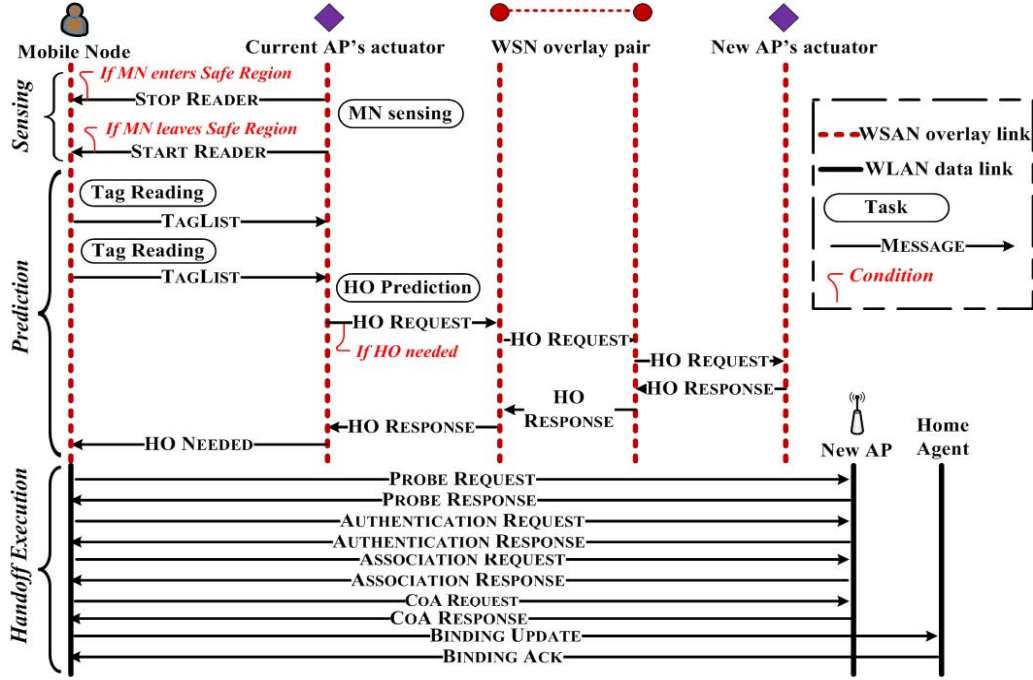 Mobile Node
Current AP's actuator
WSN overlay pair
New AP's actuator
Sensing
If MN enters Safe Region
STOP READER
MN sensing
If MN leaves Safe Region
START READER
WSAN overlay link
WLAN data link
Task
MESSAGE
Condition
Prediction
Tag Reading
TAGLIST
Tag Reading
TAGLIST
HO Prediction
HO REQUEST
If HO needed
HO REQUEST
HO REQUEST
HO RESPONSE
HO
RESPONSE
HO RESPONSE
HO NEEDED
New AP
Home
Agent
Handoff Execution
PROBE REQUEST
PROBE RESPONSE
AUTHENTICATION REQUEST
AUTHENTICATION RESPONSE
ASSOCIATION REQUEST
ASSOCIATION RESPONSE
COA REQUEST
COA RESPONSE
BINDING UPDATE
BINDING ACK